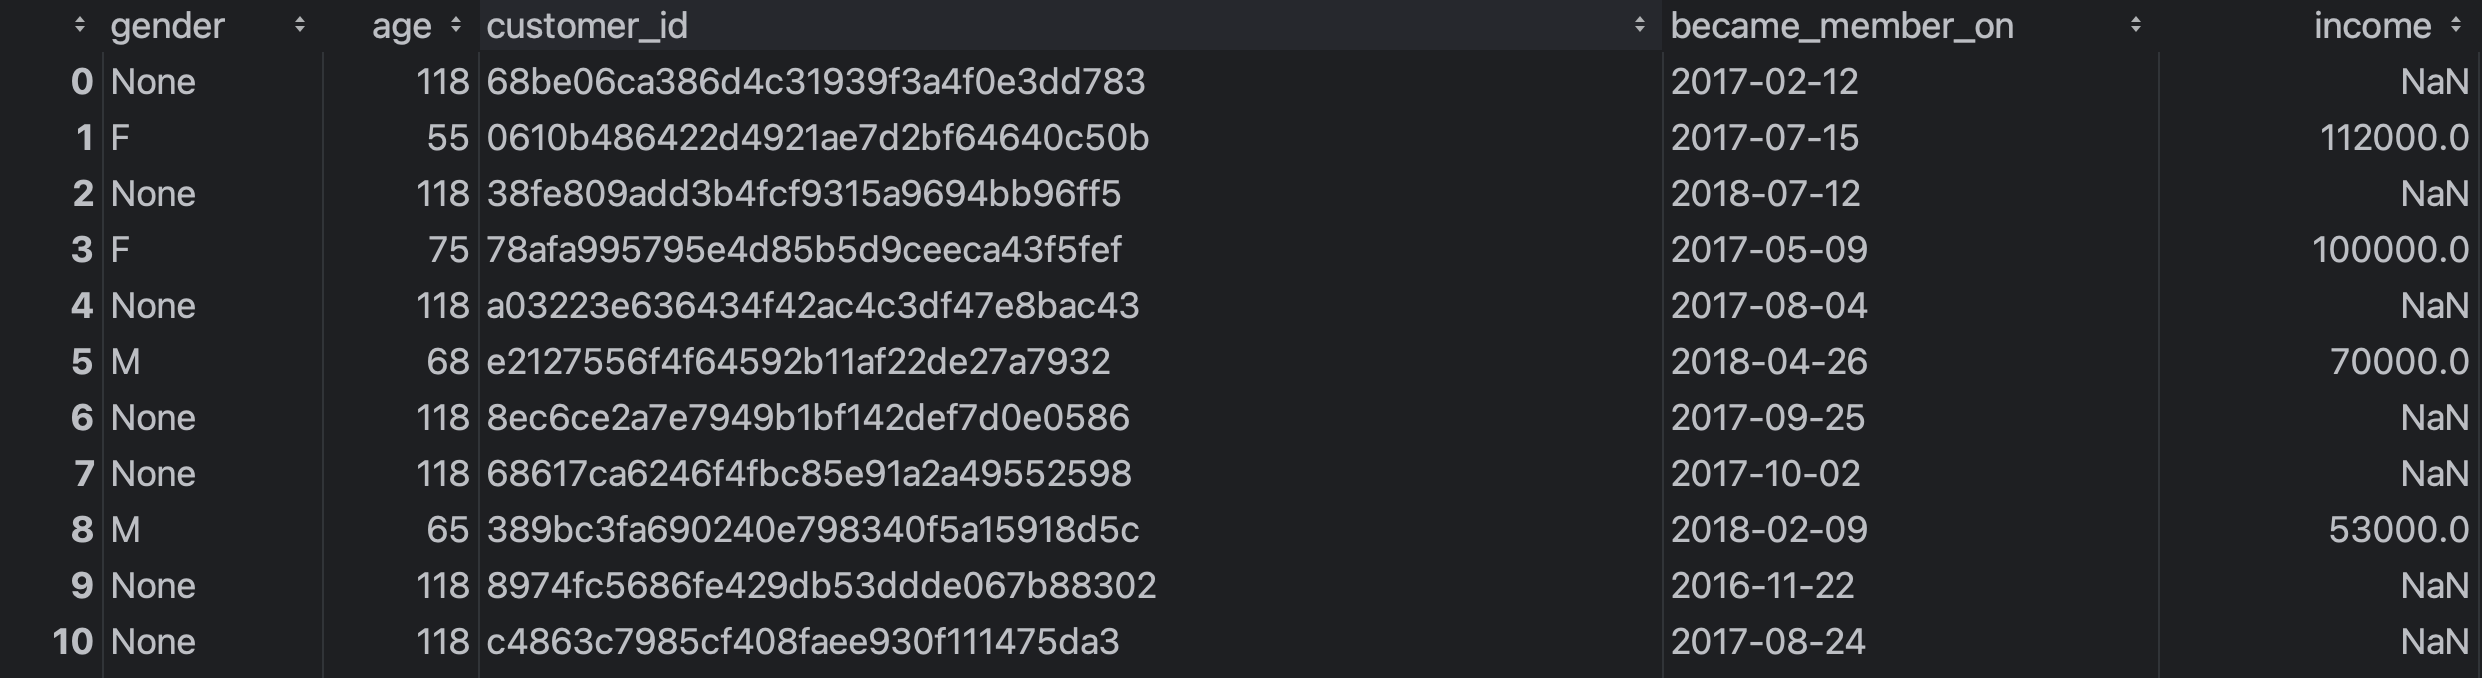 gender age customer_id became_member_on income
0 None 118 68be06ca386d4c31939f3a4f0e3dd783 2017-02-12 NaN
1 F 55 0610b486422d4921ae7d2bf64640c50b 2017-07-15 112000.0
2 None 118 38fe809add3b4fcf9315a9694bb96ff5 2018-07-12 NaN
3 F 75 78afa995795e4d85b5d9ceeca43f5fef 2017-05-09 100000.0
4 None 118 a03223e636434f42ac4c3df47e8bac43 2017-08-04 NaN
5 M 68 e2127556f4f64592b11af22de27a7932 2018-04-26 70000.0
6 None 118 8ec6ce2a7e7949b1bf142def7d0e0586 2017-09-25 NaN
7 None 118 68617ca6246f4fbc85e91a2a49552598 2017-10-02 NaN
8 M 65 389bc3fa690240e798340f5a15918d5c 2018-02-09 53000.0
9 None 118 8974fc5686fe429db53ddde067b88302 2016-11-22 NaN
10 None 118 c4863c7985cf408faee930f111475da3 2017-08-24 NaN